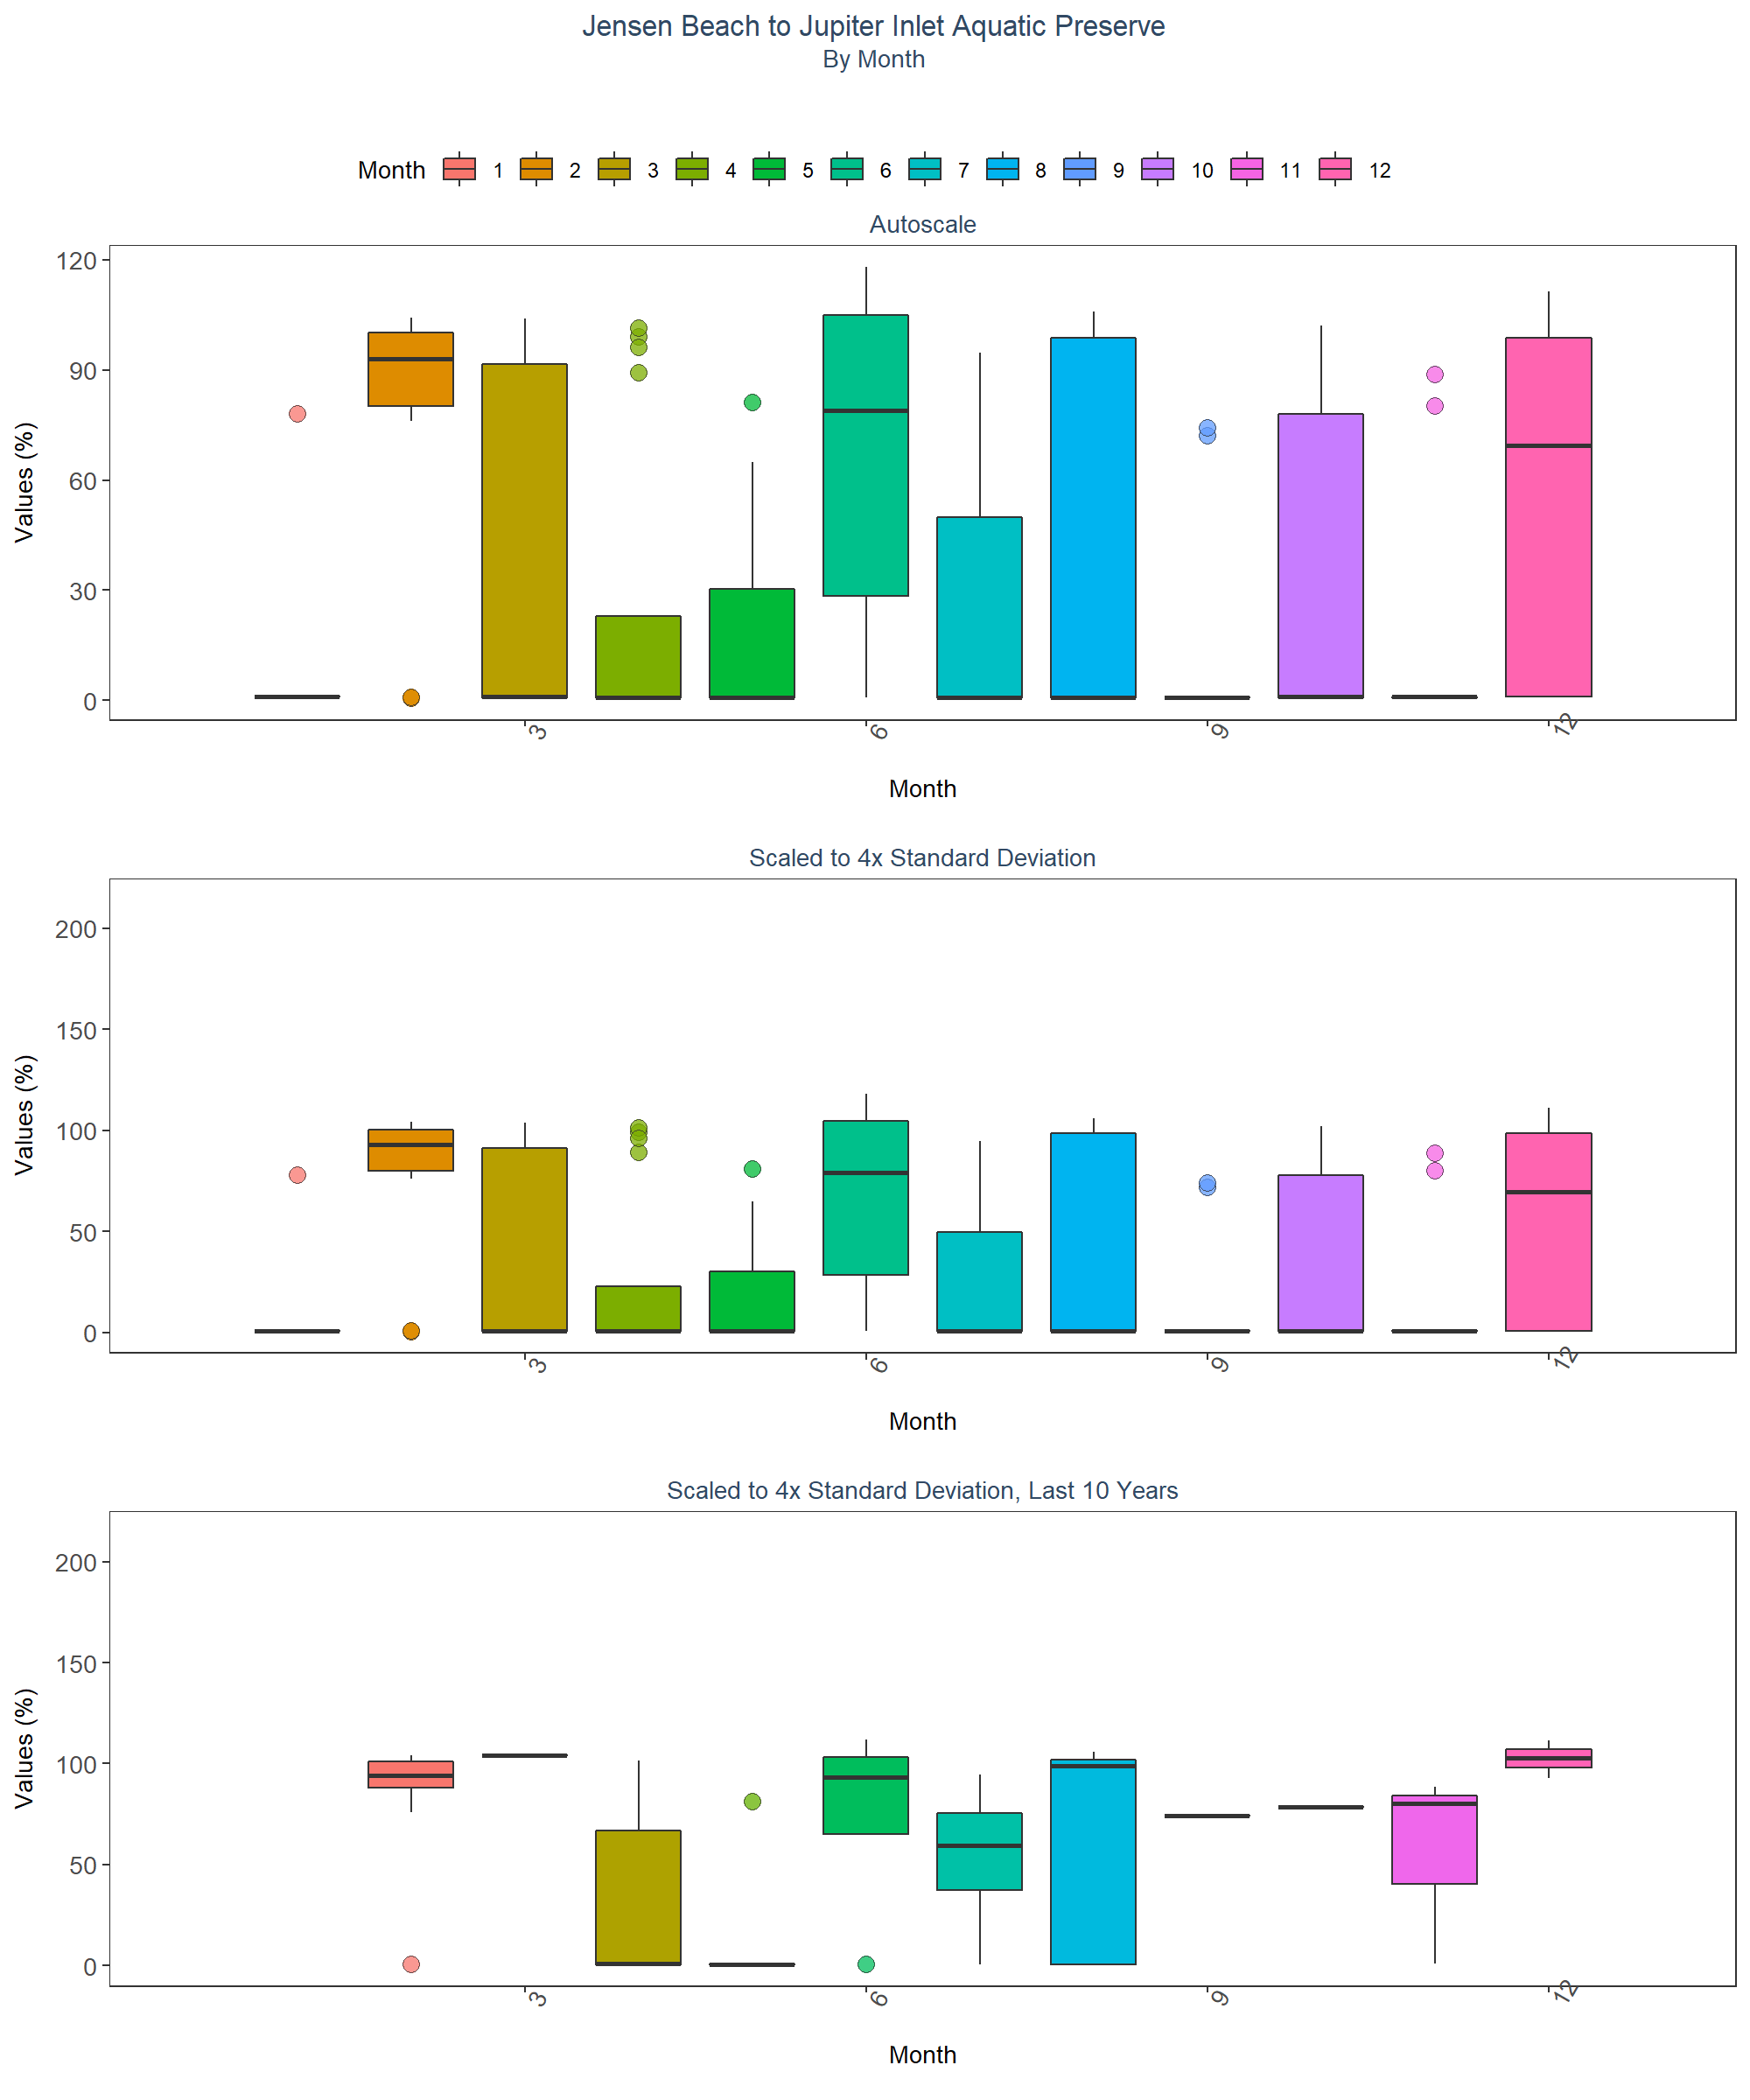 Jensen Beach to Jupiter Inlet Aquatic Preserve
By Month
Month 1 2 3 4 5 6 7 8 9 10 11 12
Autoscale
Values (%)
120
90
60
30
0
3 6 9 12
Month
Scaled to 4x Standard Deviation
Values (%)
200
150
100
50
0
3 6 9 12
Month
Scaled to 4x Standard Deviation, Last 10 Years
Values (%)
200
150
100
50
0
3 6 9 12
Month